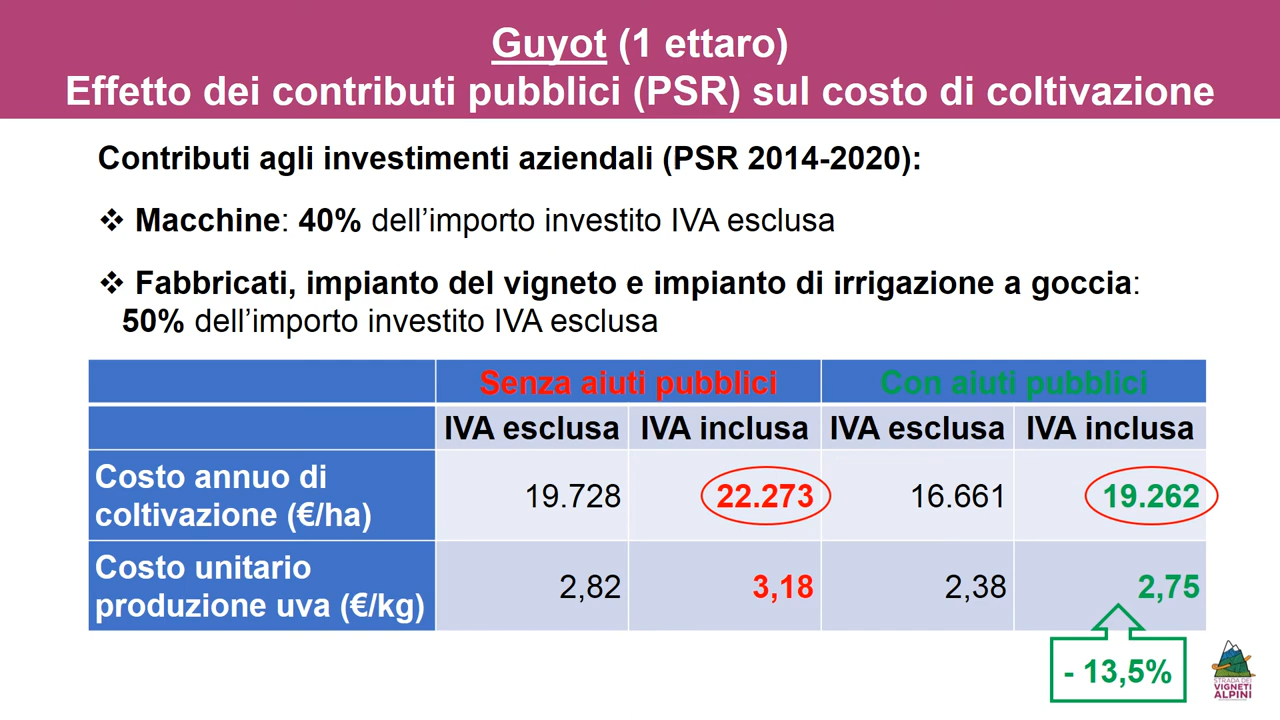 Guyot (1 ettaro)
Effetto dei contributi pubblici (PSR) sul costo di coltivazione
Contributi agli investimenti aziendali (PSR 2014-2020):
❖ Macchine: 40% dell’importo investito IVA esclusa
❖ Fabbricati, impianto del vigneto e impianto di irrigazione a goccia:
50% dell’importo investito IVA esclusa
Senza aiuti pubblici Con aiuti pubblici
IVA esclusa IVA inclusa IVA esclusa IVA inclusa
Costo annuo di
coltivazione (€/ha) 19.728 22.273 16.661 19.262
Costo unitario
produzione uva (€/kg) 2,82 3,18 2,38 2,75
- 13,5%
STRADA DEI
VIGNETI
ALPINI